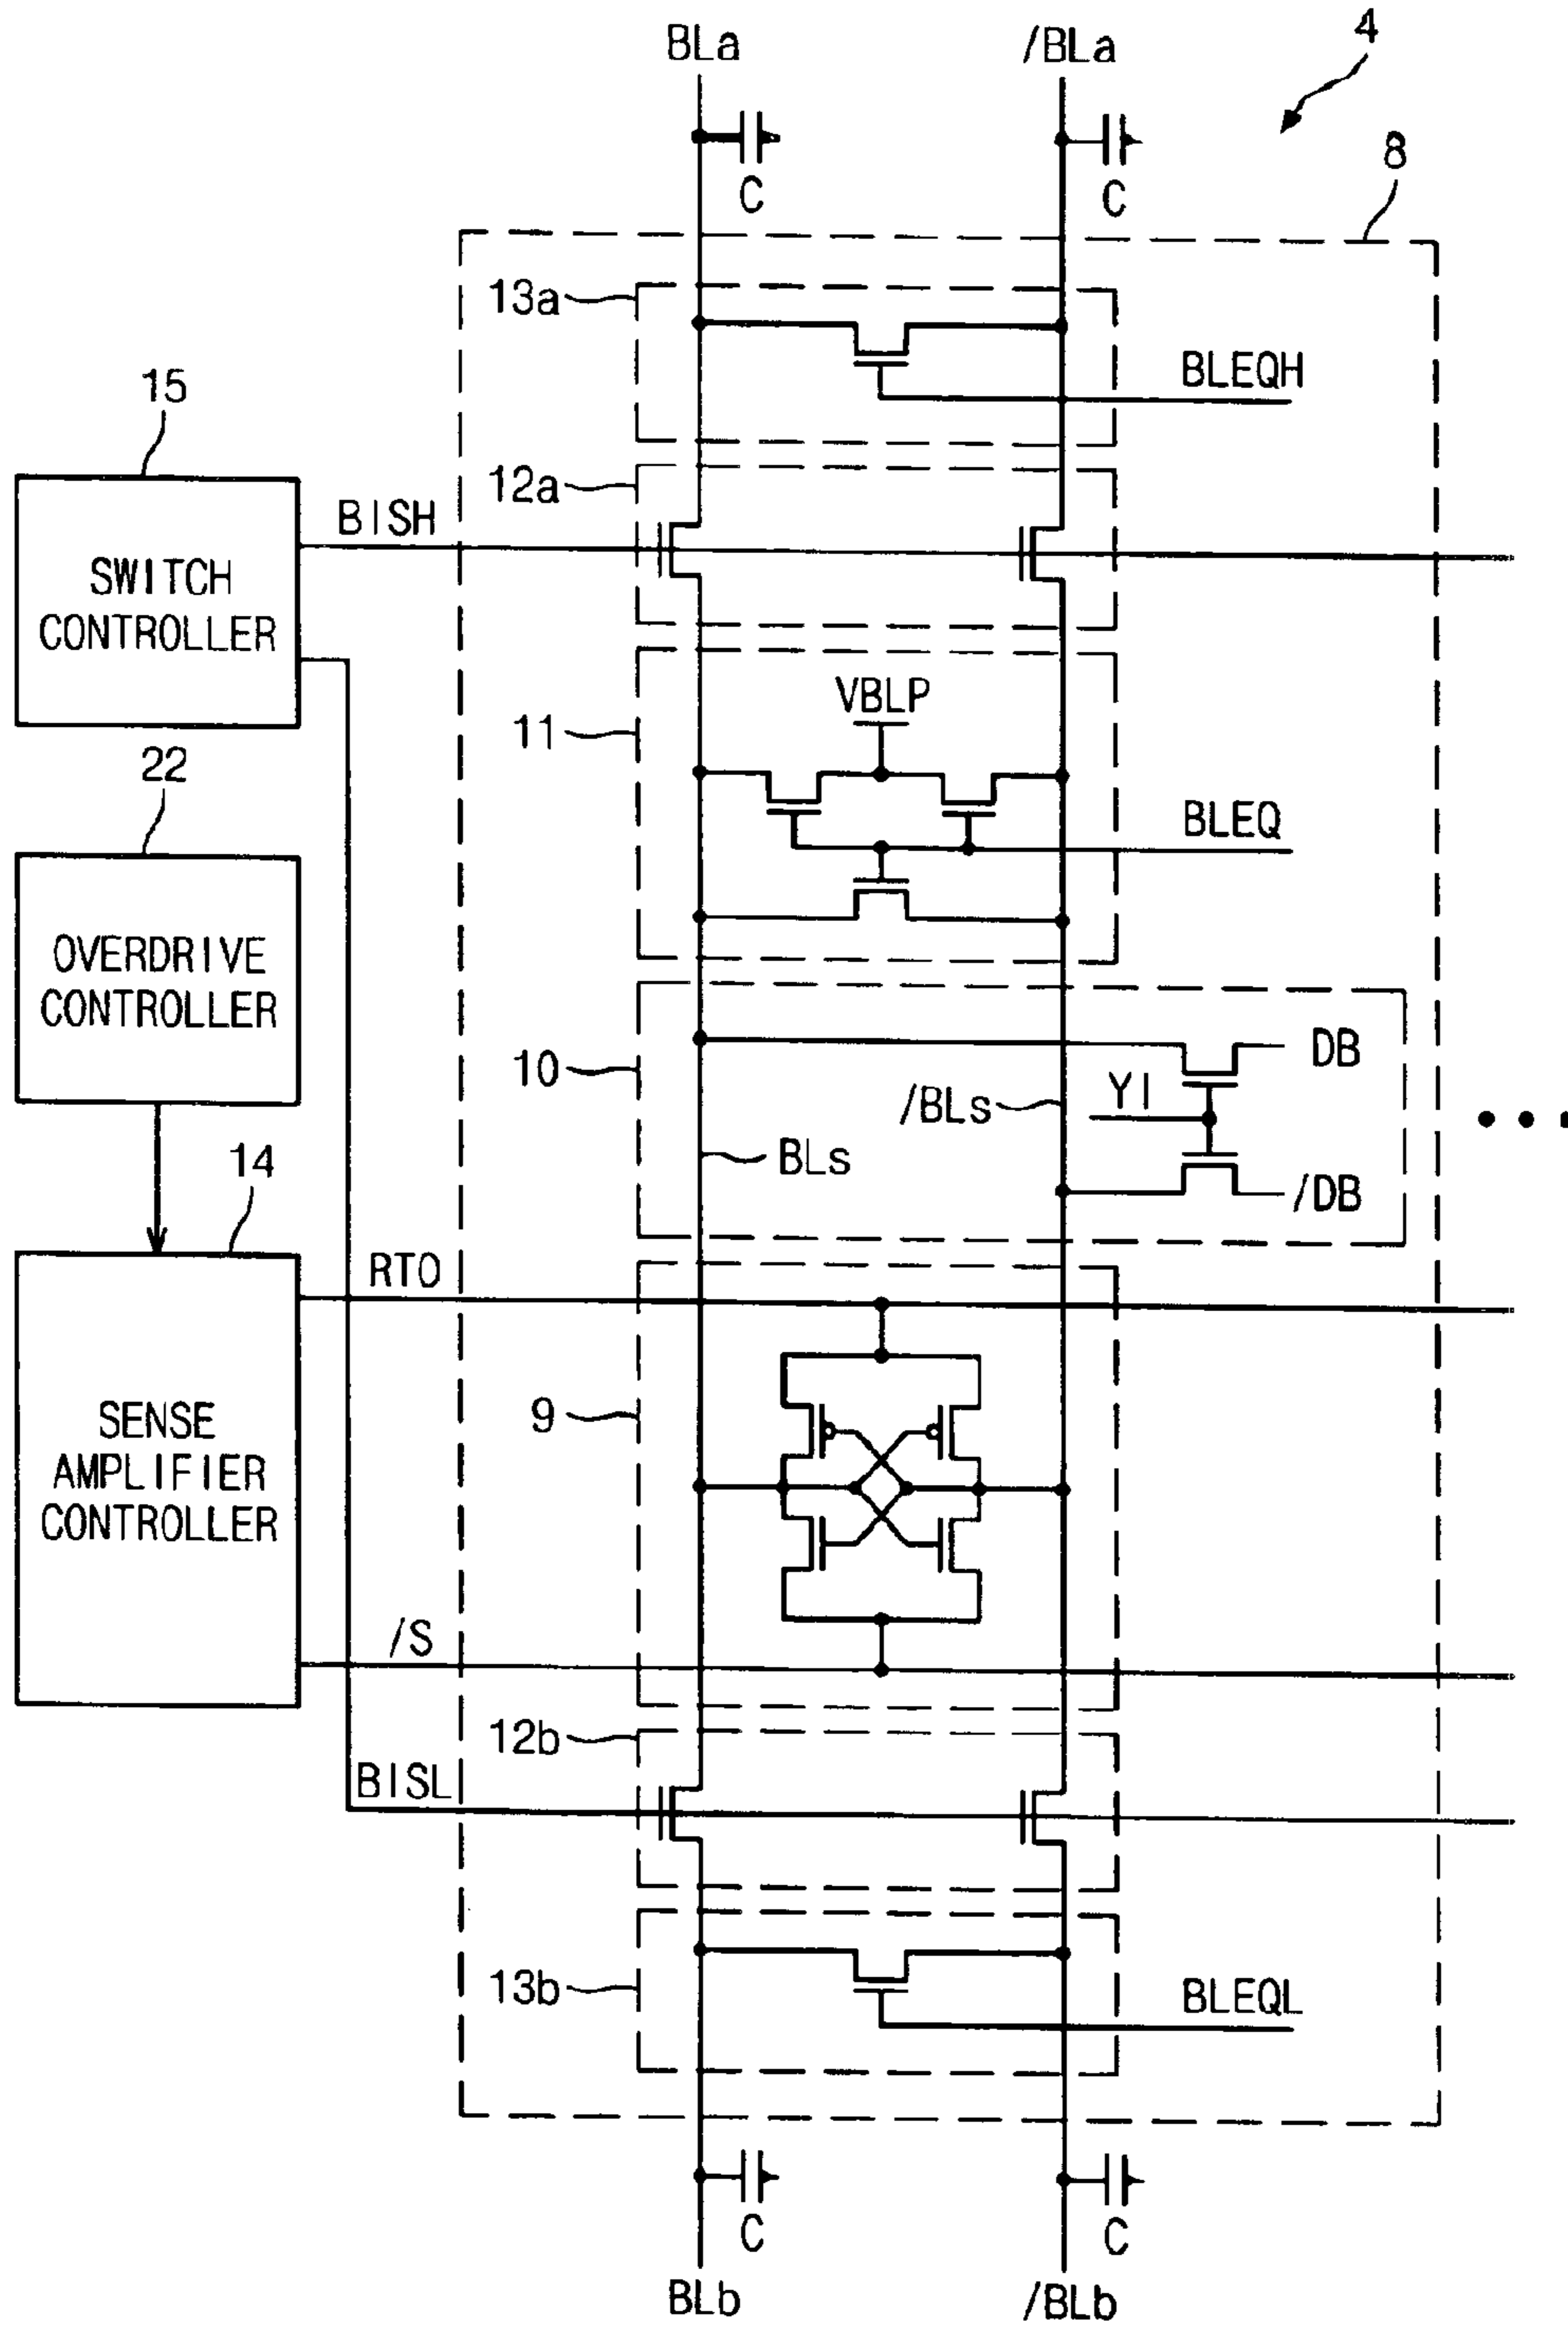 BLa
/BLa
4
C
C
8
13a
BLEQH
15
12a
BISH
SWITCH
CONTROLLER
VBLP
11
22
BLEQ
OVERDRIVE
CONTROLLER
10
DB
YI
/BLs
BLs
/DB
14
RTO
9
SENSE
AMPLIFIER
CONTROLLER
/S
12b
BISL
13b
BLEQL
C
C
BLb
/BLb